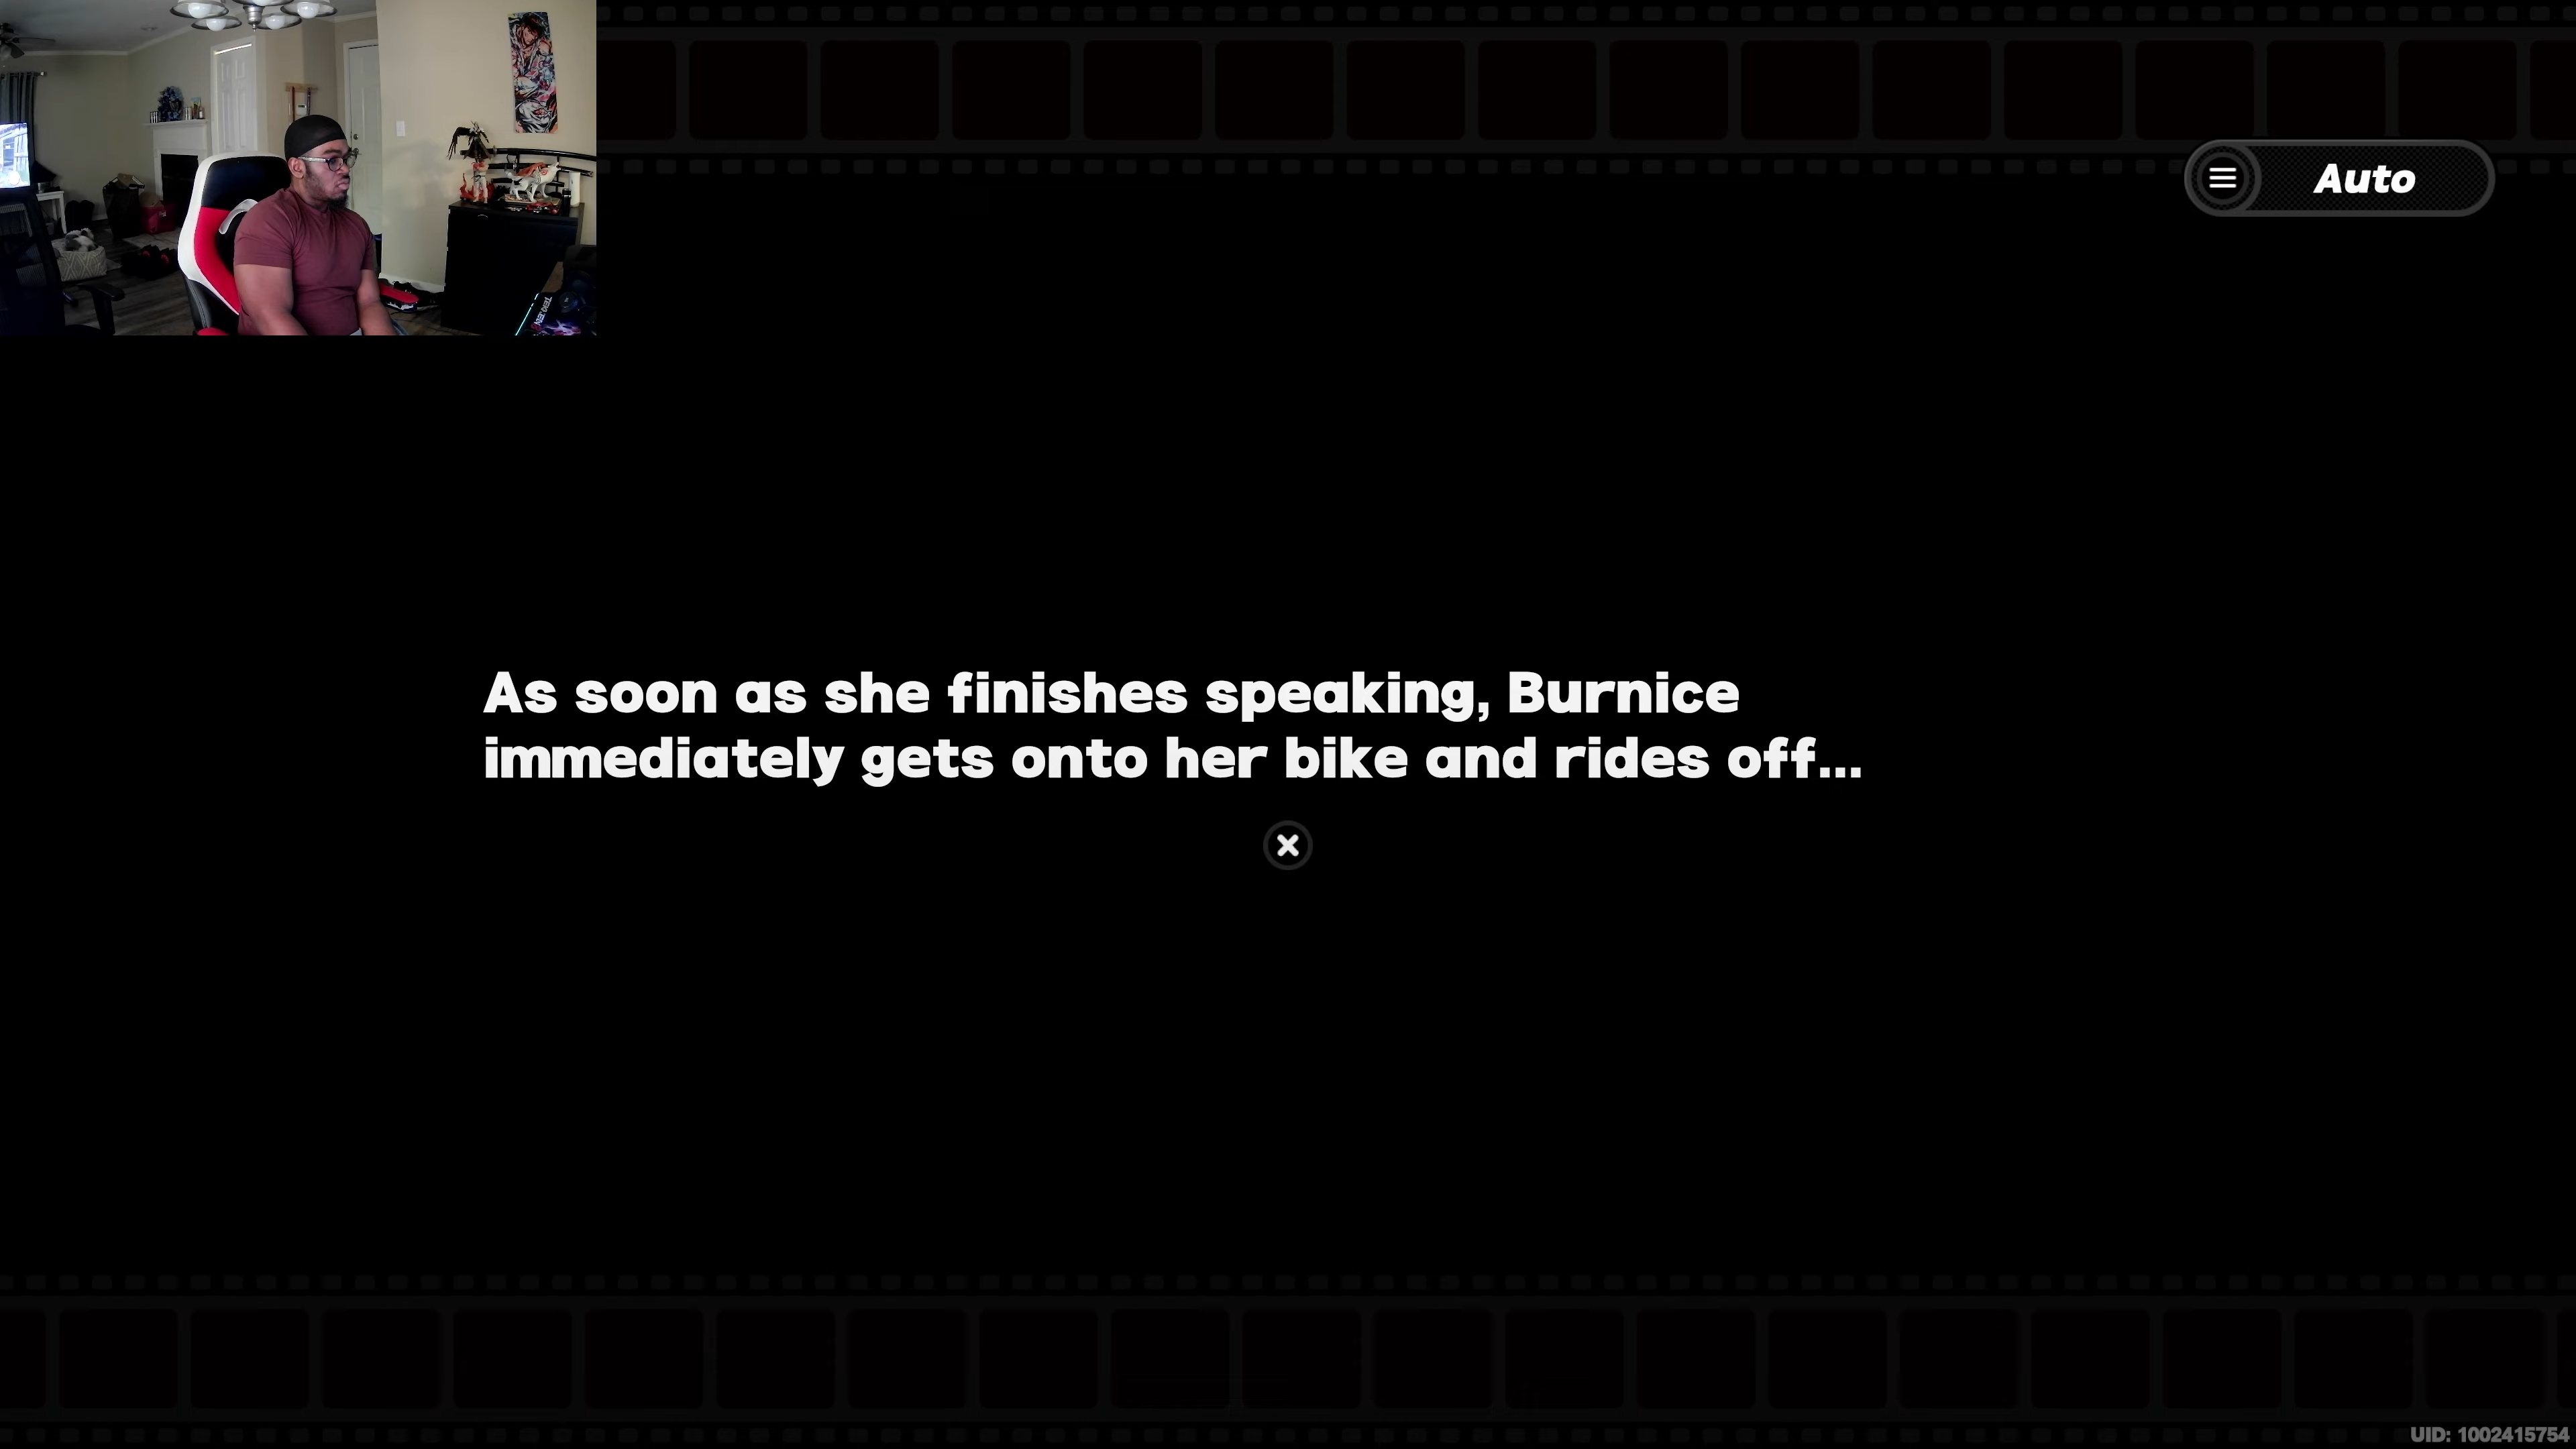 Auto
As soon as she finishes speaking, Burnice
immediately gets onto her bike and rides off...
UID: 1002415754